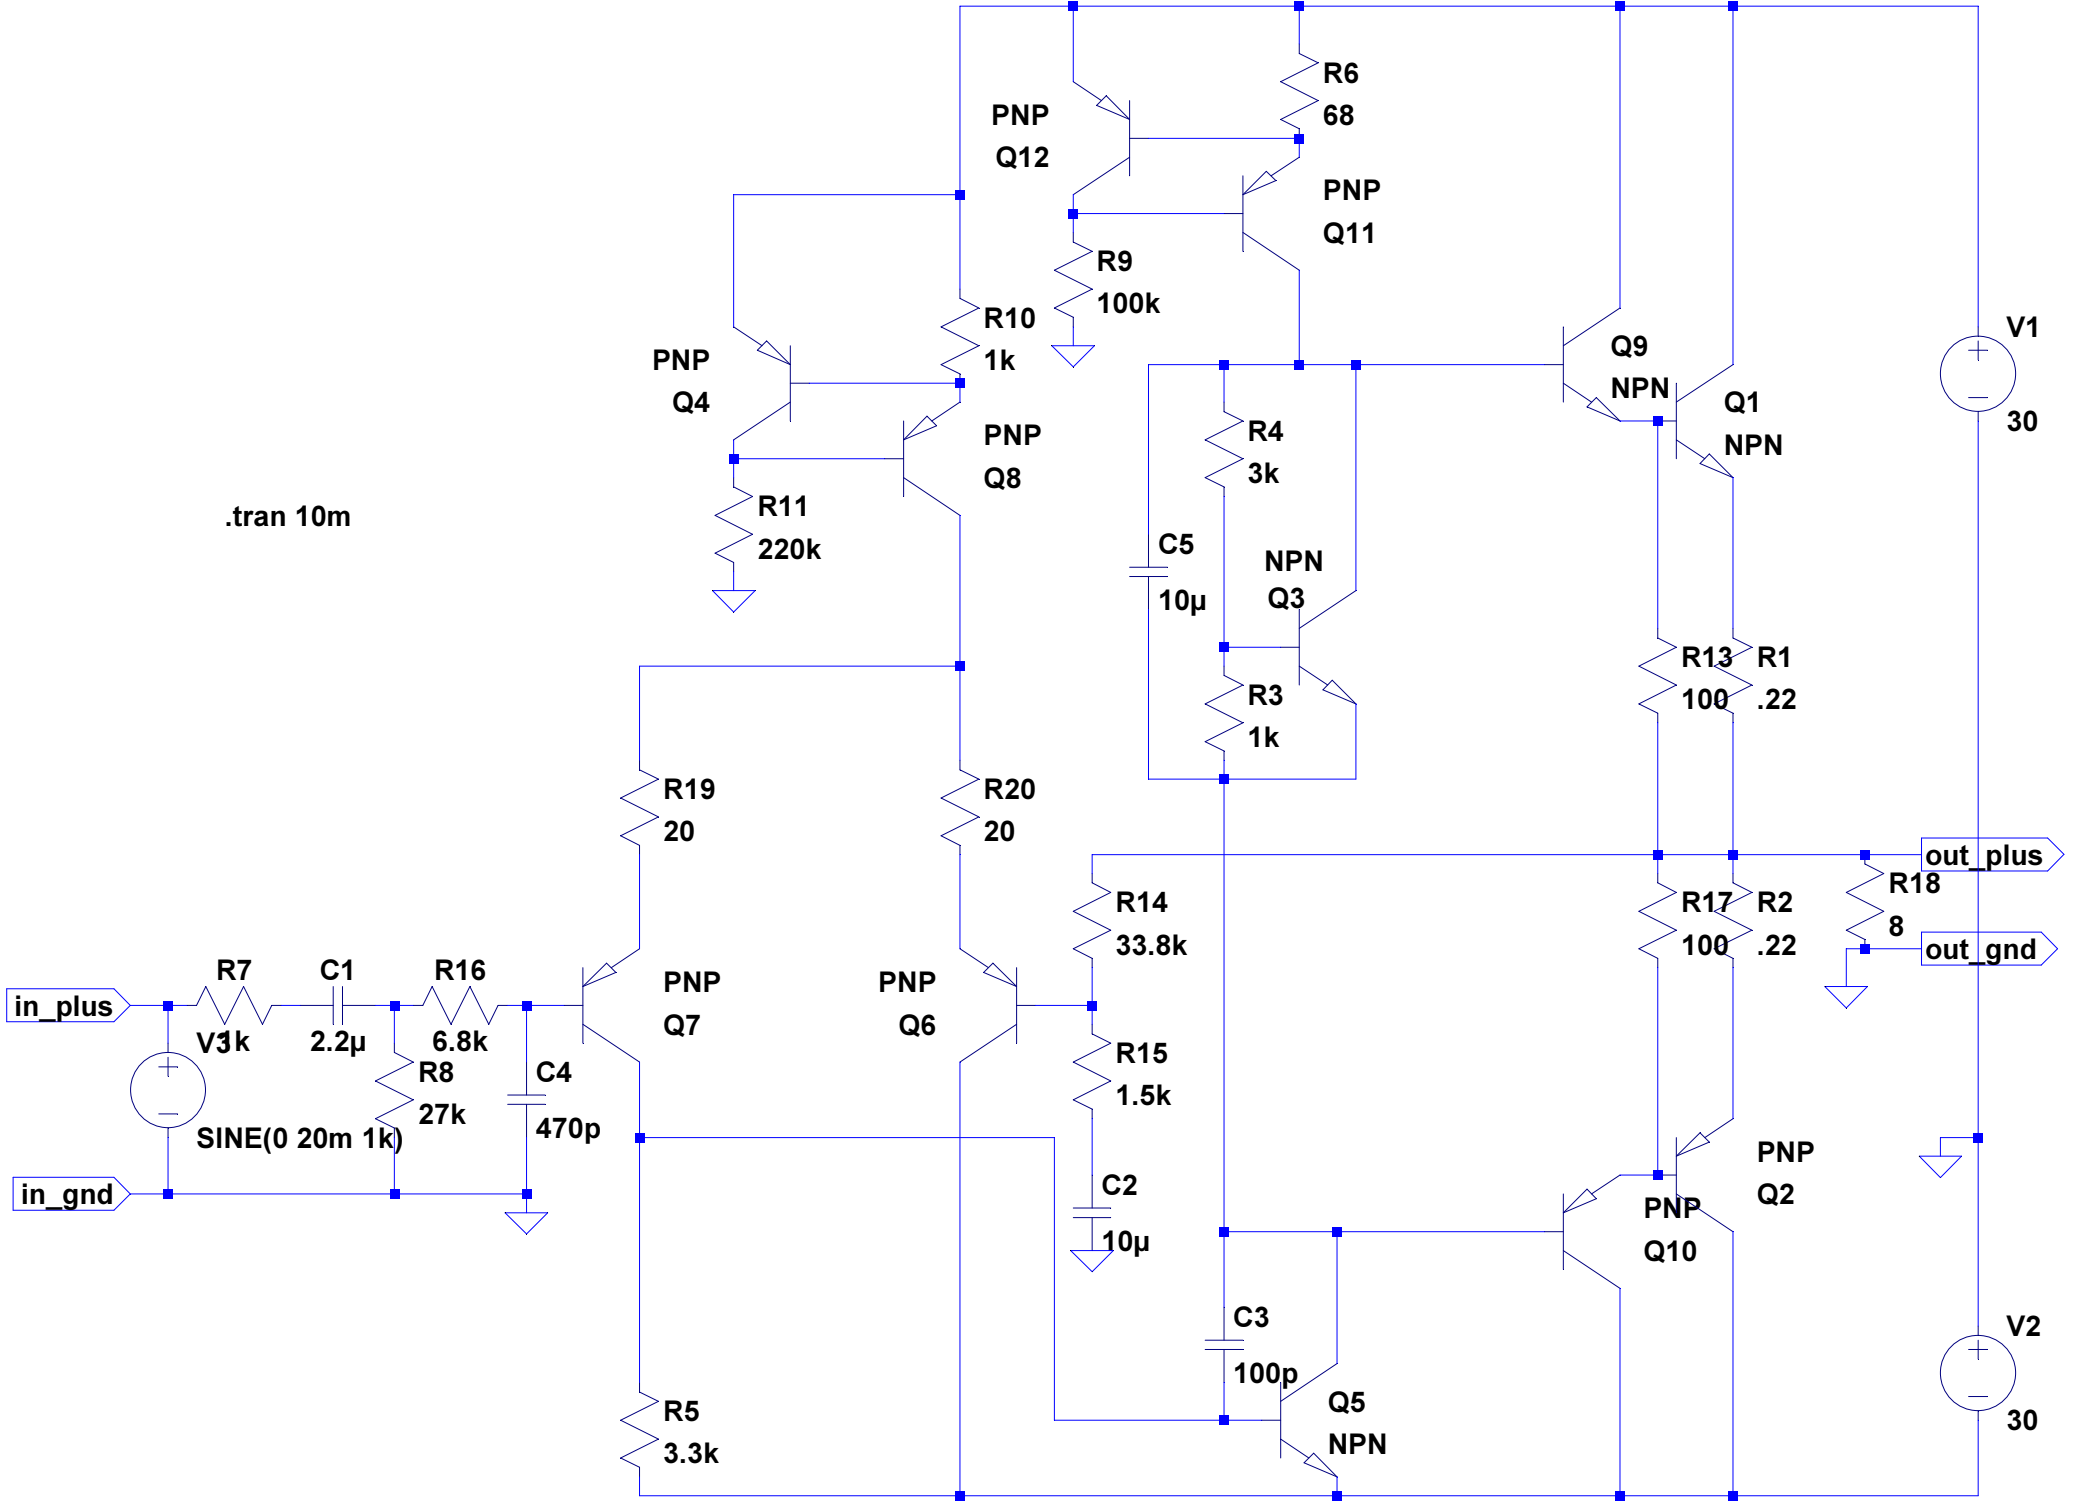 R6
68
PNP
Q12
PNP
Q11
R9
100k
R10
1k
PNP
Q4
PNP
Q8
R11
220k
.tran 10m
Q9
NPN
Q1
NPN
V1
+
−
30
R4
3k
C5
10µ
NPN
Q3
R3
1k
R13
100
R1
.22
R19
20
R20
20
out_plus
R18
8
out_gnd
R14
33.8k
R17
100
R2
.22
in_plus
R7
1k
C1
2.2µ
R16
6.8k
PNP
Q7
PNP
Q6
V3
+
−
SINE(0 20m 1k)
R8
27k
C4
470p
R15
1.5k
in_gnd
C2
10µ
PNP
Q2
PNP
Q10
C3
100p
V2
+
−
30
R5
3.3k
Q5
NPN